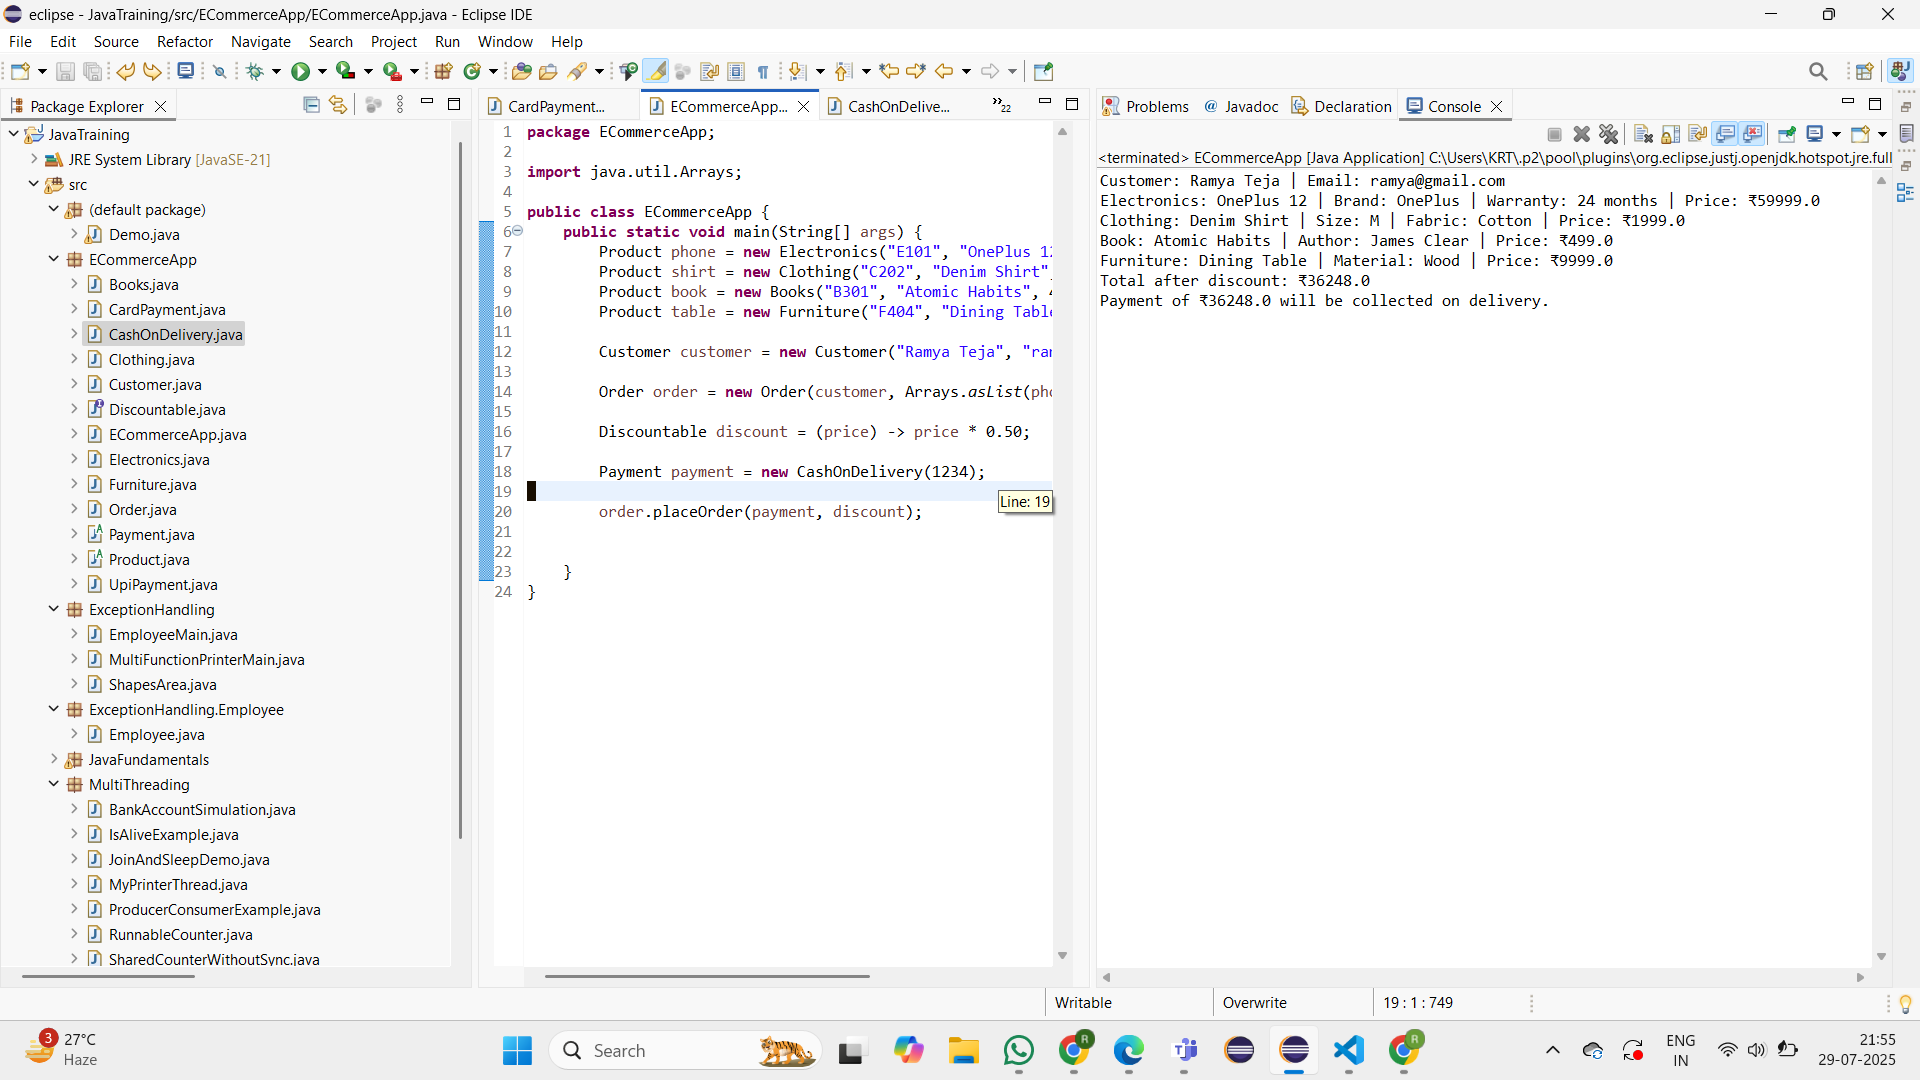 eclipse - JavaTraining/src/ECommerceApp/ECommerceApp.java - Eclipse IDE
File Edit Source Refactor Navigate Search Project Run Window Help
Package Explorer
JavaTraining
JRE System Library [JavaSE-21]
src
(default package)
Demo.java
ECommerceApp
Books.java
CardPayment.java
CashOnDelivery.java
Clothing.java
Customer.java
Discountable.java
ECommerceApp.java
Electronics.java
Furniture.java
Order.java
Payment.java
Product.java
UpiPayment.java
ExceptionHandling
EmployeeMain.java
MultiFunctionPrinterMain.java
ShapesArea.java
ExceptionHandling.Employee
Employee.java
JavaFundamentals
MultiThreading
BankAccountSimulation.java
IsAliveExample.java
JoinAndSleepDemo.java
MyPrinterThread.java
ProducerConsumerExample.java
RunnableCounter.java
SharedCounterWithoutSync.java
CardPayment... ECommerceApp... CashOnDelive... »22
1 package ECommerceApp;
2
3 import java.util.Arrays;
4
5 public class ECommerceApp {
6 public static void main(String[] args) {
7 Product phone = new Electronics("E101", "OnePlus 12
8 Product shirt = new Clothing("C202", "Denim Shirt"
9 Product book = new Books("B301", "Atomic Habits", 4
10 Product table = new Furniture("F404", "Dining Table
11
12 Customer customer = new Customer("Ramya Teja", "ram
13
14 Order order = new Order(customer, Arrays.asList(pho
15
16 Discountable discount = (price) -> price * 0.50;
17
18 Payment payment = new CashOnDelivery(1234);
19
Line: 19
20 order.placeOrder(payment, discount);
21
22
23 }
24 }
Problems @ Javadoc Declaration Console
<terminated> ECommerceApp [Java Application] C:\Users\KRT\.p2\pool\plugins\org.eclipse.justj.openjdk.hotspot.jre.full
Customer: Ramya Teja | Email: ramya@gmail.com
Electronics: OnePlus 12 | Brand: OnePlus | Warranty: 24 months | Price: ₹59999.0
Clothing: Denim Shirt | Size: M | Fabric: Cotton | Price: ₹1999.0
Book: Atomic Habits | Author: James Clear | Price: ₹499.0
Furniture: Dining Table | Material: Wood | Price: ₹9999.0
Total after discount: ₹36248.0
Payment of ₹36248.0 will be collected on delivery.
Writable Overwrite 19 : 1 : 749
3
27°C
Haze
Search
R
R
ENG
IN
21:55
29-07-2025